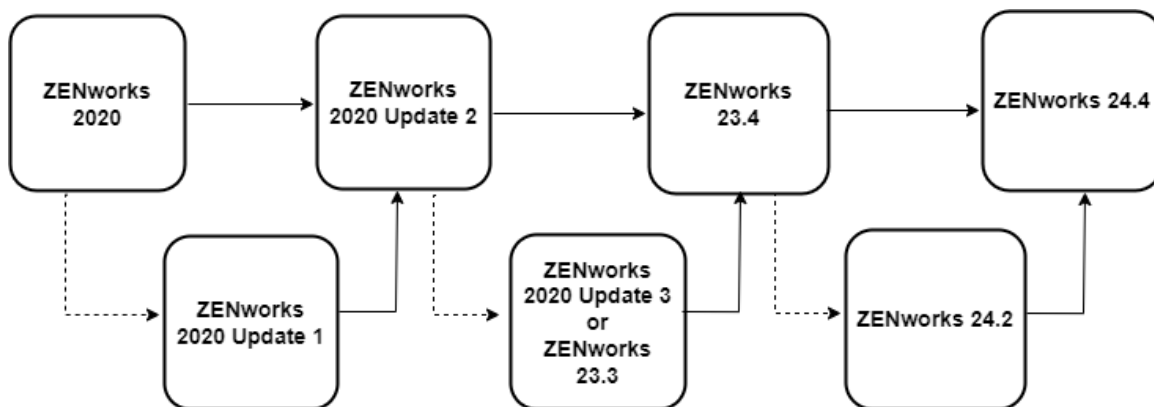 ZENworks
2020
ZENworks
2020 Update 2
ZENworks
23.4
ZENworks 24.4
ZENworks
2020 Update 1
ZENworks
2020 Update 3
or
ZENworks
23.3
ZENworks 24.2